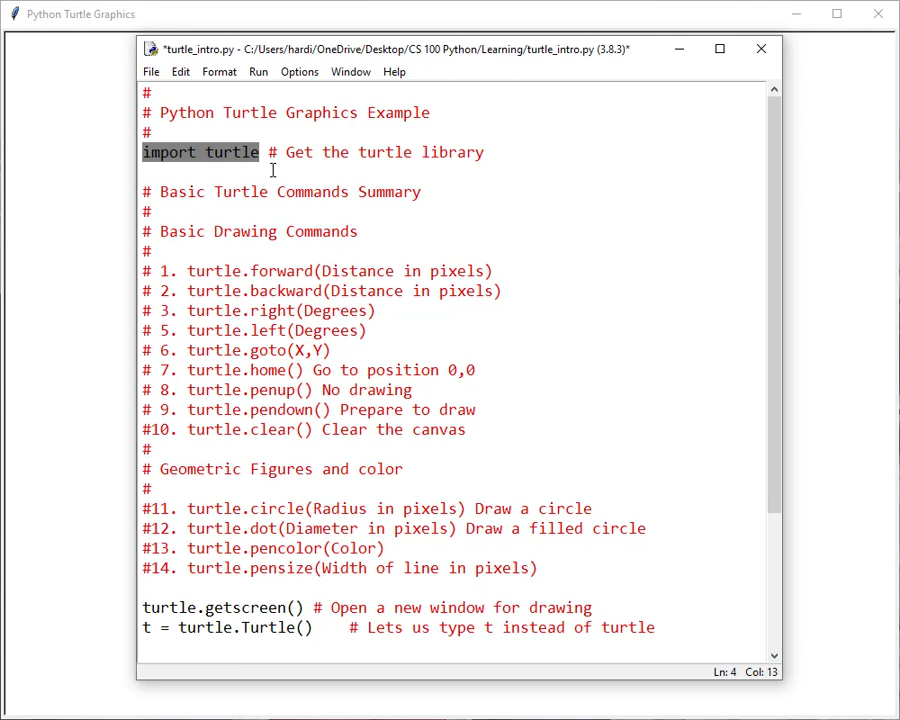 Python Turtle Graphics
*turtle_intro.py - C:/Users/hardi/OneDrive/Desktop/CS 100 Python/Learning/turtle_intro.py (3.8.3)*
File Edit Format Run Options Window Help
#
# Python Turtle Graphics Example
#
import turtle # Get the turtle library
# Basic Turtle Commands Summary
#
# Basic Drawing Commands
#
# 1. turtle.forward(Distance in pixels)
# 2. turtle.backward(Distance in pixels)
# 3. turtle.right(Degrees)
# 5. turtle.left(Degrees)
# 6. turtle.goto(X,Y)
# 7. turtle.home() Go to position 0,0
# 8. turtle.penup() No drawing
# 9. turtle.pendown() Prepare to draw
#10. turtle.clear() Clear the canvas
#
# Geometric Figures and color
#
#11. turtle.circle(Radius in pixels) Draw a circle
#12. turtle.dot(Diameter in pixels) Draw a filled circle
#13. turtle.pencolor(Color)
#14. turtle.pensize(Width of line in pixels)
turtle.getscreen() # Open a new window for drawing
t = turtle.Turtle()    # Lets us type t instead of turtle
Ln: 4 Col: 13